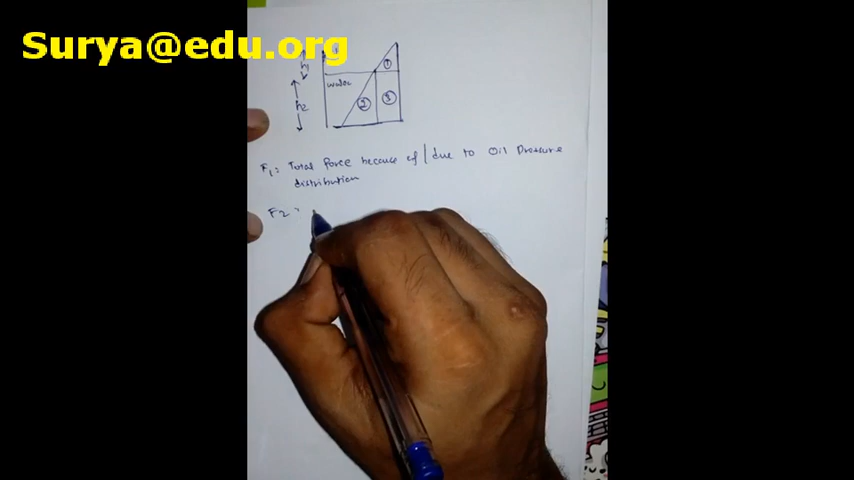 Surya@edu.org
h1
①
water
h2
② ③
F1: Total force because of / due to Oil Pressure
distribution
F2: